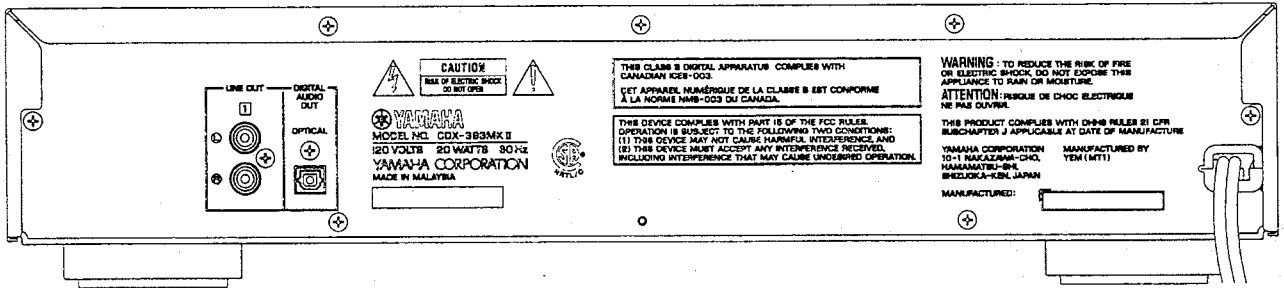 LINE OUT
1
L
R
DIGITAL
AUDIO
OUT
OPTICAL
CAUTION
RISK OF ELECTRIC SHOCK
DO NOT OPEN
YAMAHA
MODEL NO. CDX-393MKII
120 VOLTS 20 WATTS 60 Hz
YAMAHA CORPORATION
MADE IN MALAYSIA
NRTL/C
THIS CLASS B DIGITAL APPARATUS COMPLIES WITH
CANADIAN ICES-003.
CET APPAREIL NUMÉRIQUE DE LA CLASSE B EST CONFORME
À LA NORME NMB-003 DU CANADA.
THIS DEVICE COMPLIES WITH PART 15 OF THE FCC RULES.
OPERATION IS SUBJECT TO THE FOLLOWING TWO CONDITIONS:
(1) THIS DEVICE MAY NOT CAUSE HARMFUL INTERFERENCE, AND
(2) THIS DEVICE MUST ACCEPT ANY INTERFERENCE RECEIVED,
INCLUDING INTERFERENCE THAT MAY CAUSE UNDESIRED OPERATION.
WARNING : TO REDUCE THE RISK OF FIRE
OR ELECTRIC SHOCK, DO NOT EXPOSE THIS
APPLIANCE TO RAIN OR MOISTURE.
ATTENTION: RISQUE DE CHOC ELECTRIQUE
NE PAS OUVRIR.
THIS PRODUCT COMPLIES WITH DHHS RULES 21 CFR
SUBCHAPTER J APPLICABLE AT DATE OF MANUFACTURE
YAMAHA CORPORATION
10-1 NAKAZAWA-CHO,
HAMAMATSU-SHI,
SHIZUOKA-KEN, JAPAN
MANUFACTURED BY
YEM (MT1)
MANUFACTURED: